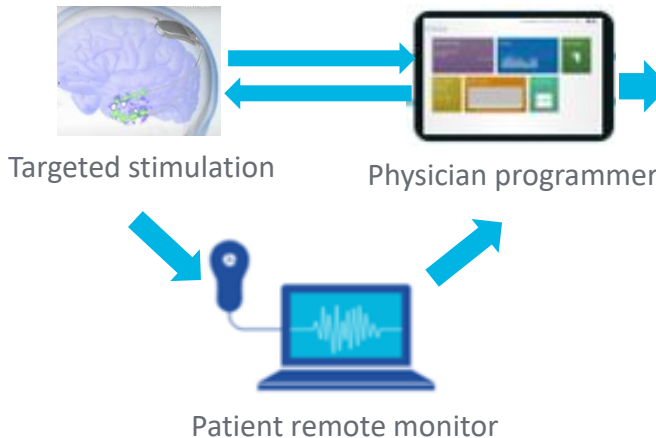 Targeted stimulation
Physician programmer
Patient remote monitor